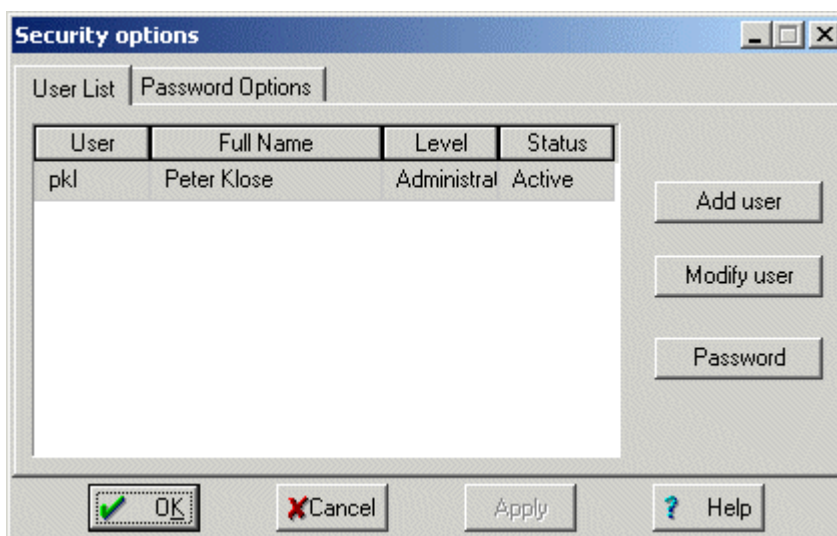 Security options
User List Password Options
User Full Name Level Status
pkl Peter Klose Administral Active
Add user
Modify user
Password
OK Cancel Apply Help